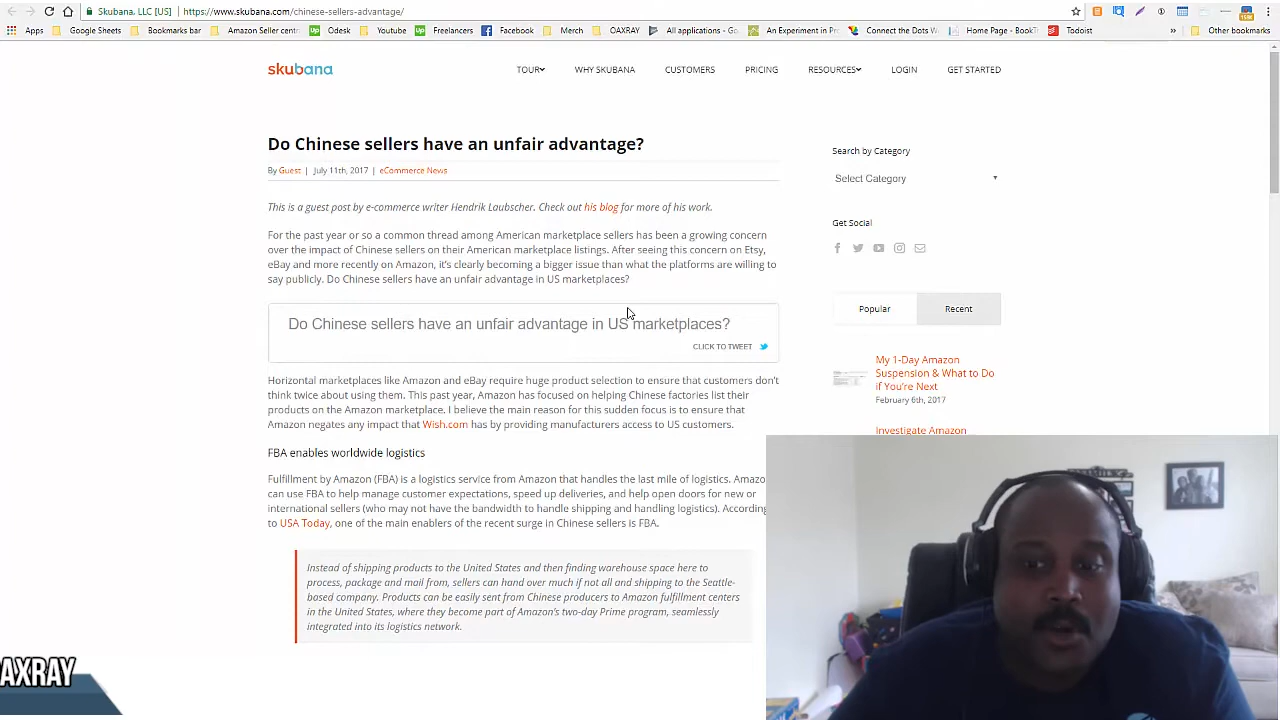 Skubana, LLC [US] https://www.skubana.com/chinese-sellers-advantage/
Apps Google Sheets Bookmarks bar Amazon Seller centr Up Odesk Youtube Up Freelancers Facebook Merch OAXRAY All applications - Go An Experiment in Pr Connect the Dots W Home Page - BookT Todoist » Other bookmarks
skubana TOUR WHY SKUBANA CUSTOMERS PRICING RESOURCES LOGIN GET STARTED
Do Chinese sellers have an unfair advantage?
By Guest | July 11th, 2017 | eCommerce News
This is a guest post by e-commerce writer Hendrik Laubscher. Check out his blog for more of his work.
For the past year or so a common thread among American marketplace sellers has been a growing concern
over the impact of Chinese sellers on their American marketplace listings. After seeing this concern on Etsy,
eBay and more recently on Amazon, it's clearly becoming a bigger issue than what the platforms are willing to
say publicly. Do Chinese sellers have an unfair advantage in US marketplaces?
Do Chinese sellers have an unfair advantage in US marketplaces?
CLICK TO TWEET
Horizontal marketplaces like Amazon and eBay require huge product selection to ensure that customers don't
think twice about using them. This past year, Amazon has focused on helping Chinese factories list their
products on the Amazon marketplace. I believe the main reason for this sudden focus is to ensure that
Amazon negates any impact that Wish.com has by providing manufacturers access to US customers.
FBA enables worldwide logistics
Fulfillment by Amazon (FBA) is a logistics service from Amazon that handles the last mile of logistics. Amazo
can use FBA to help manage customer expectations, speed up deliveries, and help open doors for new or
international sellers (who may not have the bandwidth to handle shipping and handling logistics). According
to USA Today, one of the main enablers of the recent surge in Chinese sellers is FBA.
Instead of shipping products to the United States and then finding warehouse space here to
process, package and mail from, sellers can hand over much if not all and shipping to the Seattle-
based company. Products can be easily sent from Chinese producers to Amazon fulfillment centers
in the United States, where they become part of Amazon's two-day Prime program, seamlessly
integrated into its logistics network.
Search by Category
Select Category
Get Social
Popular Recent
My 1-Day Amazon
Suspension & What to Do
if You're Next
February 6th, 2017
Investigate Amazon
AXRAY